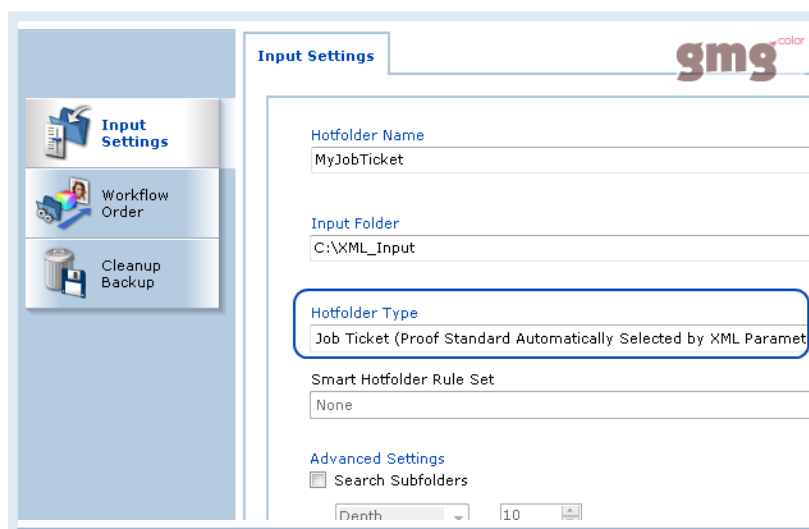 Input Settings
gmg color
Input
Settings
Hotfolder Name
MyJobTicket
Workflow
Order
Input Folder
C:\XML_Input
Cleanup
Backup
Hotfolder Type
Job Ticket (Proof Standard Automatically Selected by XML Paramet
Smart Hotfolder Rule Set
None
Advanced Settings
Search Subfolders
Depth
10